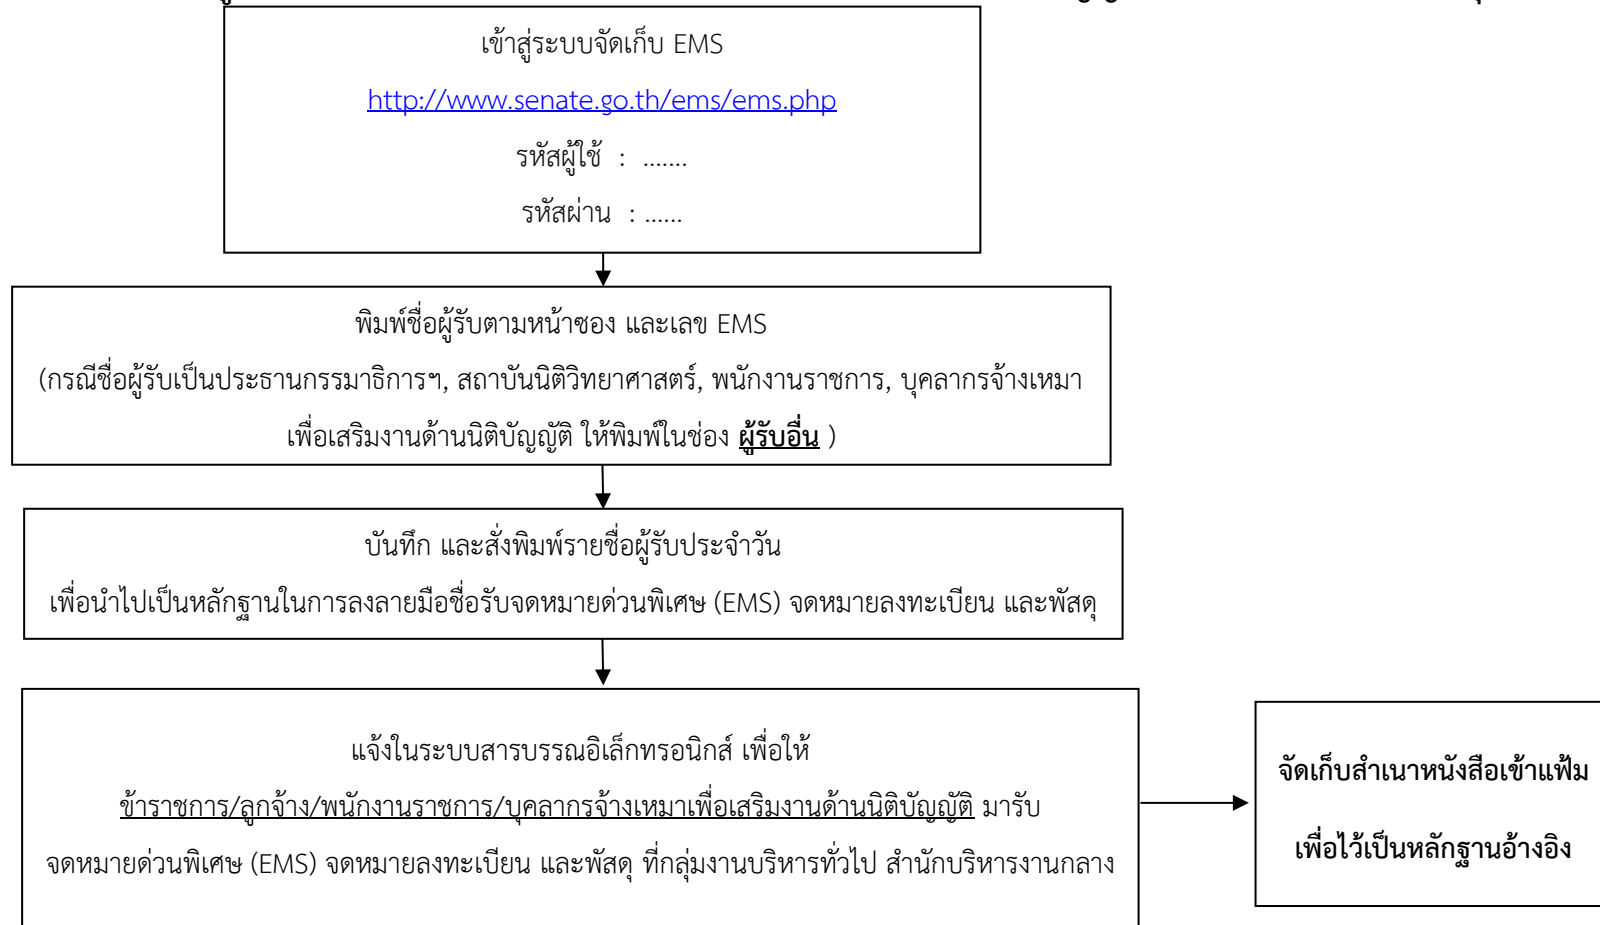 เข้าสู่ระบบจัดเก็บ EMS
http://www.senate.go.th/ems/ems.php
รหัสผู้ใช้ : .......
รหัสผ่าน : ......
พิมพ์ชื่อผู้รับตามหน้าซอง และเลข EMS
(กรณีชื่อผู้รับเป็นประธานกรรมาธิการฯ, สถาบันนิติวิทยาศาสตร์, พนักงานราชการ, บุคลากรจ้างเหมา
เพื่อเสริมงานด้านนิติบัญญัติ ให้พิมพ์ในช่อง ผู้รับอื่น )
บันทึก และสั่งพิมพ์รายชื่อผู้รับประจำวัน
เพื่อนำไปเป็นหลักฐานในการลงลายมือชื่อรับจดหมายด่วนพิเศษ (EMS) จดหมายลงทะเบียน และพัสดุ
แจ้งในระบบสารบรรณอิเล็กทรอนิกส์ เพื่อให้
ข้าราชการ/ลูกจ้าง/พนักงานราชการ/บุคลากรจ้างเหมาเพื่อเสริมงานด้านนิติบัญญัติ มารับ
จดหมายด่วนพิเศษ (EMS) จดหมายลงทะเบียน และพัสดุ ที่กลุ่มงานบริหารทั่วไป สำนักบริหารงานกลาง
จัดเก็บสำเนาหนังสือเข้าแฟ้ม
เพื่อไว้เป็นหลักฐานอ้างอิง